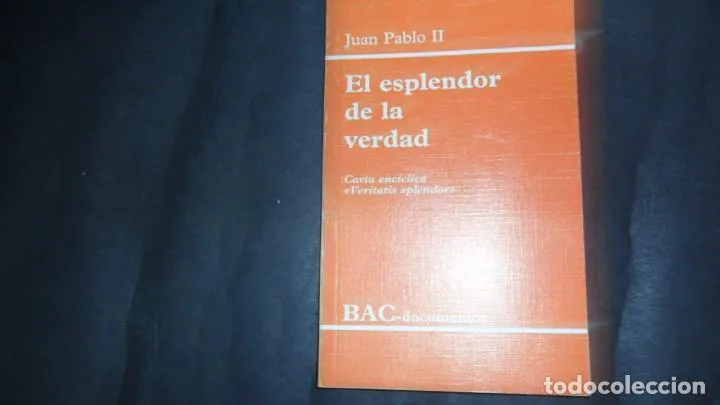 Juan Pablo II
El esplendor
de la
verdad
Carta encíclica
«Veritatis splendor»
BAC-documentos
todocoleccion